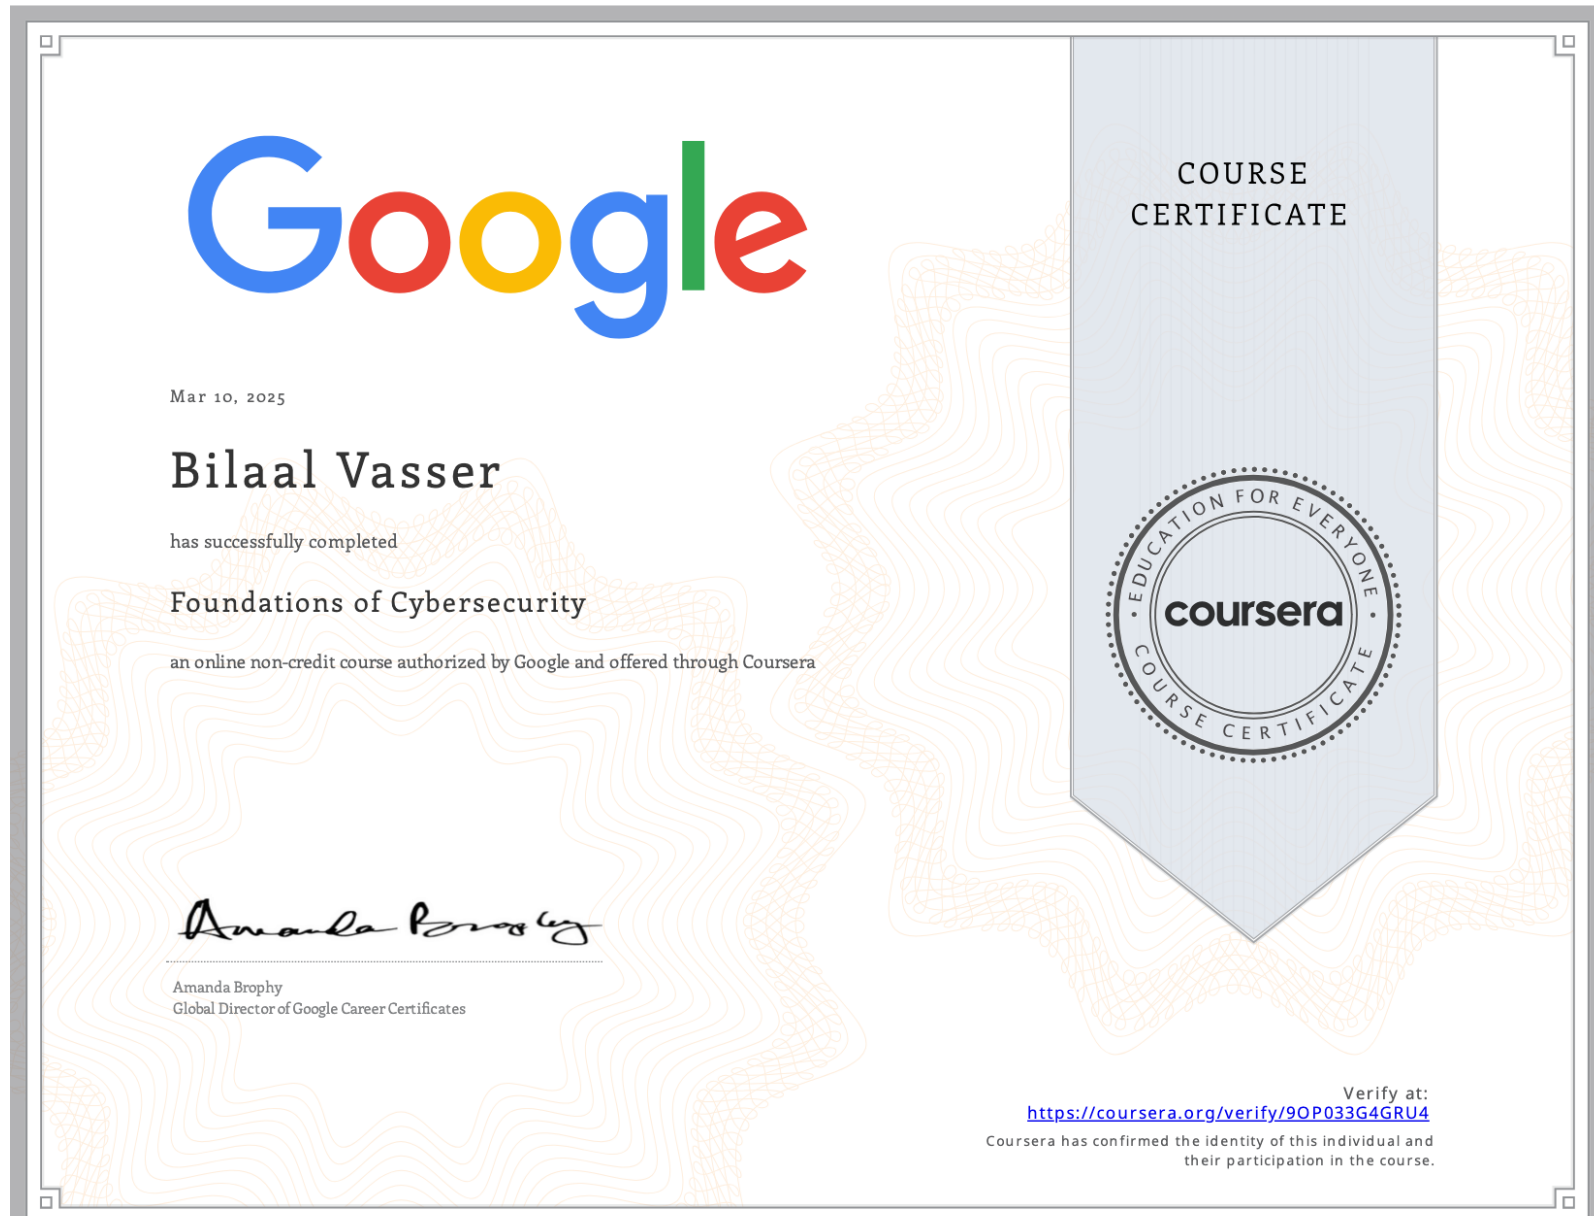 Google
COURSE
CERTIFICATE
Mar 10, 2025
Bilaal Vasser
has successfully completed
Foundations of Cybersecurity
an online non-credit course authorized by Google and offered through Coursera
EDUCATION FOR EVERYONE
coursera
COURSE CERTIFICATE
Amanda Brophy
Amanda Brophy
Global Director of Google Career Certificates
Verify at:
https://coursera.org/verify/9OP033G4GRU4
Coursera has confirmed the identity of this individual and
their participation in the course.